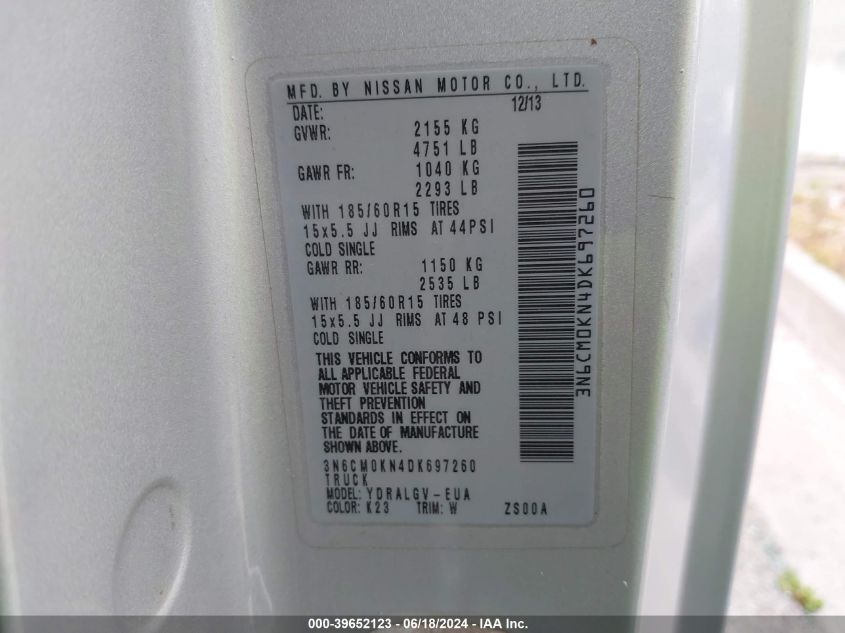 MFD. BY NISSAN MOTOR CO., LTD.
DATE: 12/13
GVWR: 2155 KG
4751 LB
GAWR FR: 1040 KG
2293 LB
WITH 185/60R15 TIRES
15x5.5 JJ RIMS AT 44PSI
COLD SINGLE
GAWR RR: 1150 KG
2535 LB
WITH 185/60R15 TIRES
15x5.5 JJ RIMS AT 48 PSI
COLD SINGLE
THIS VEHICLE CONFORMS TO
ALL APPLICABLE FEDERAL
MOTOR VEHICLE SAFETY AND
THEFT PREVENTION
STANDARDS IN EFFECT ON
THE DATE OF MANUFACTURE
SHOWN ABOVE.
3N6CM0KN4DK697260
TRUCK
MODEL: YDRALGV-EUA
COLOR: K23 TRIM: W ZS00A
3N6CM0KN4DK697260
000-39652123 - 06/18/2024 - IAA Inc.